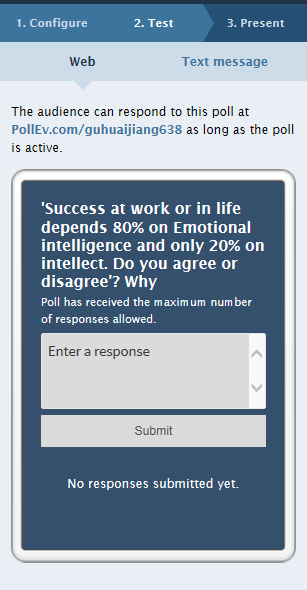 1. Configure 2. Test 3. Present
Web Text message
The audience can respond to this poll at
PollEv.com/guhuaijiang638 as long as the poll
is active.
'Success at work or in life
depends 80% on Emotional
intelligence and only 20% on
intellect. Do you agree or
disagree'? Why
Poll has received the maximum number
of responses allowed.
Enter a response
Submit
No responses submitted yet.